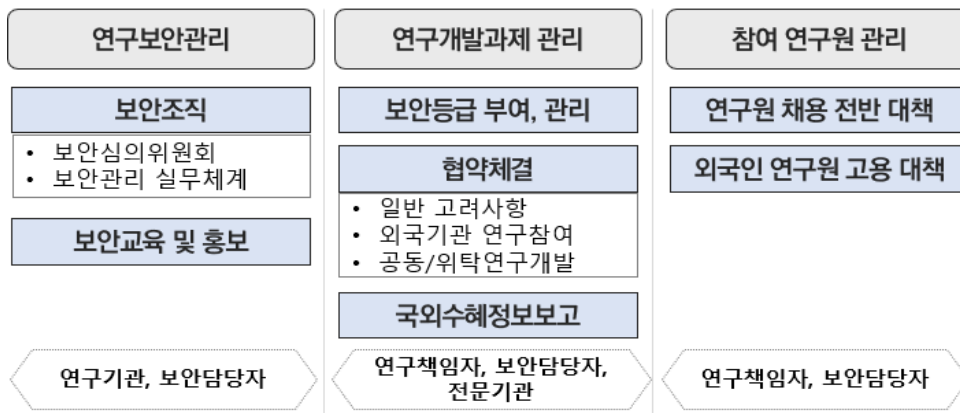 연구보안관리
보안조직
• 보안심의위원회
• 보안관리 실무체계
보안교육 및 홍보
연구기관, 보안담당자
연구개발과제 관리
보안등급 부여, 관리
협약체결
• 일반 고려사항
• 외국기관 연구참여
• 공동/위탁연구개발
국외수혜정보보고
연구책임자, 보안담당자,
전문기관
참여 연구원 관리
연구원 채용 전반 대책
외국인 연구원 고용 대책
연구책임자, 보안담당자